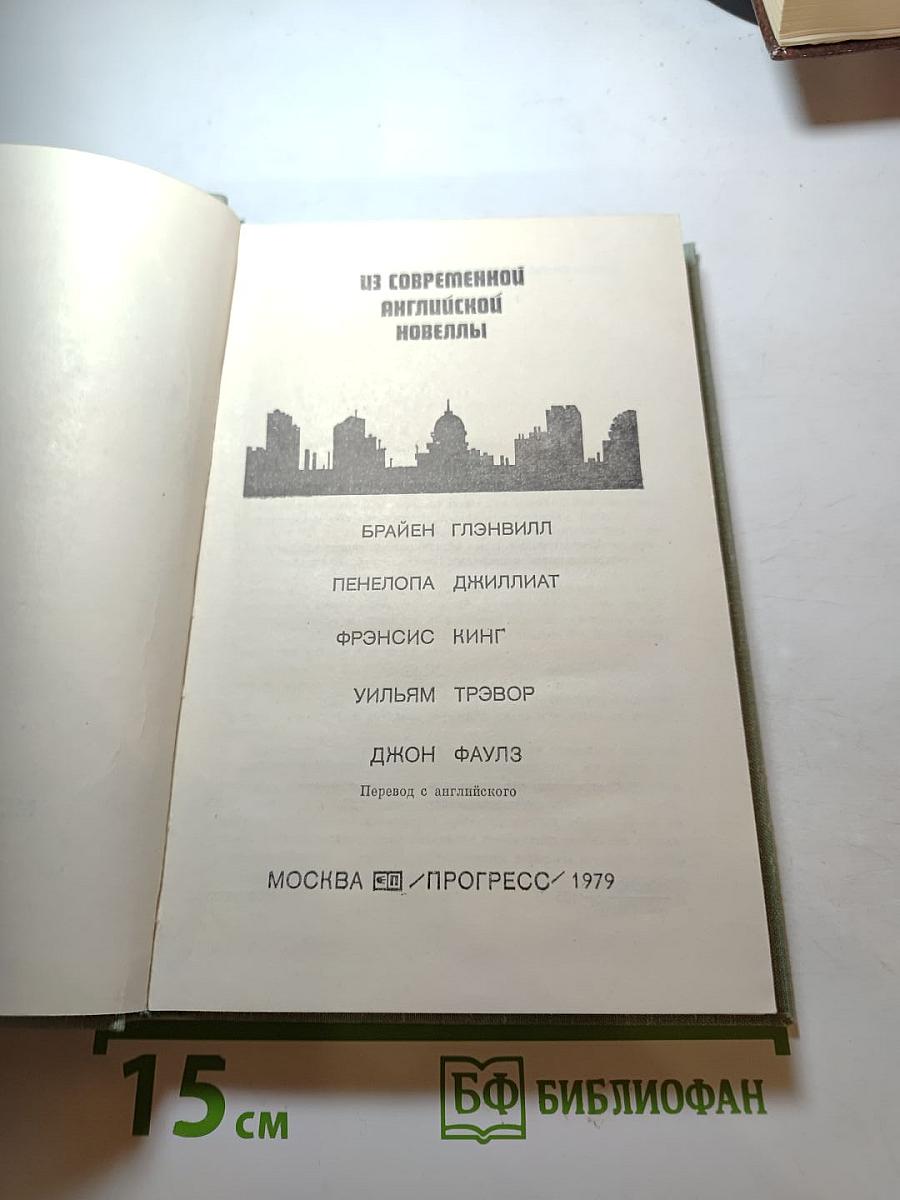 ИЗ СОВРЕМЕННОЙ
АНГЛИЙСКОЙ
НОВЕЛЛЫ
БРАЙЕН ГЛЭНВИЛЛ
ПЕНЕЛОПА ДЖИЛЛИАТ
ФРЭНСИС КИНГ
УИЛЬЯМ ТРЭВОР
ДЖОН ФАУЛЗ
Перевод с английского
МОСКВА /ПРОГРЕСС/ 1979
15 см
БФ БИБЛИОФАН